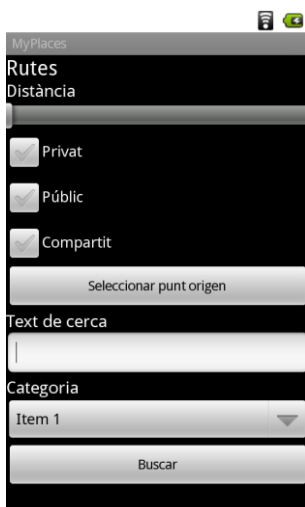 MyPlaces
Rutes
Distància
Privat
Públic
Compartit
Seleccionar punt origen
Text de cerca
Categoria
Item 1
Buscar